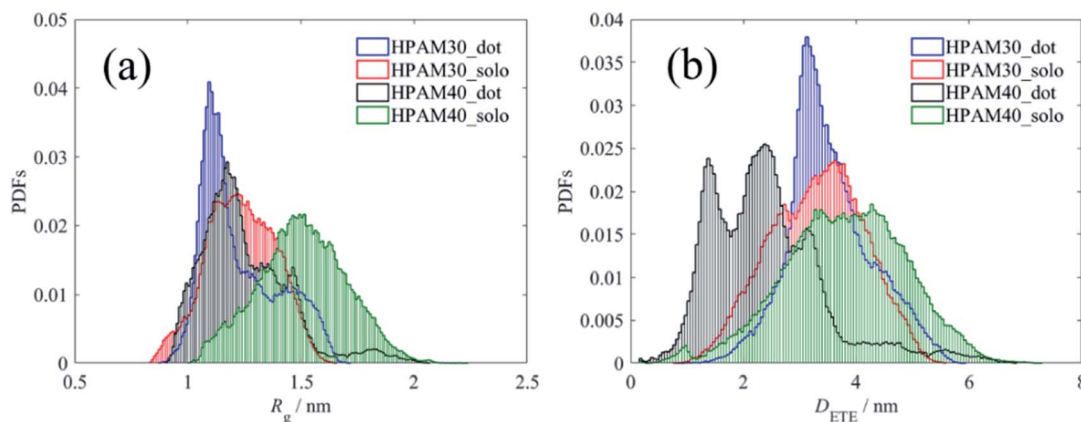 (a)
0.05
0.04
0.03
0.02
0.01
0
PDFs
0.5
1
1.5
2
2.5
Rg / nm
HPAM30_dot
HPAM30_solo
HPAM40_dot
HPAM40_solo
(b)
0.04
0.035
0.03
0.025
0.02
0.015
0.01
0.005
0
PDFs
0
2
4
6
8
DETE / nm
HPAM30_dot
HPAM30_solo
HPAM40_dot
HPAM40_solo